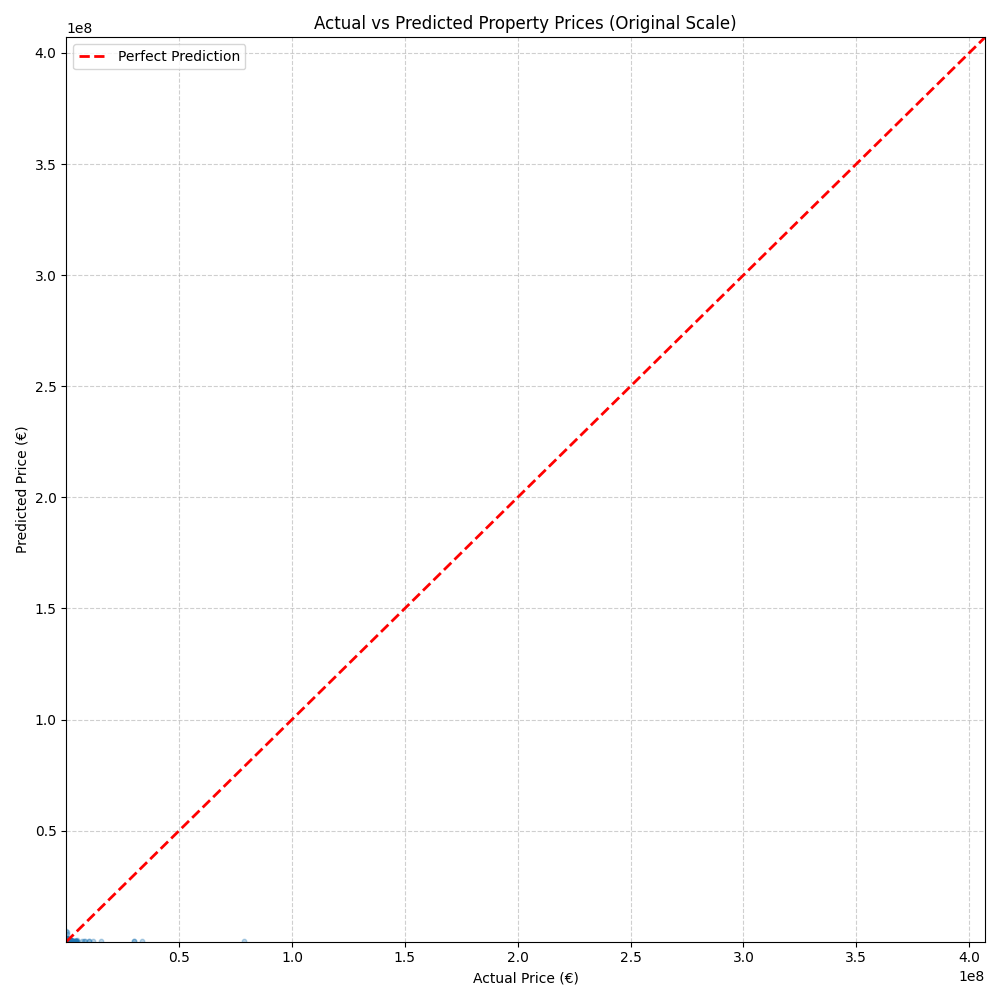 Actual vs Predicted Property Prices (Original Scale)
1e8
Perfect Prediction
4.0
3.5
3.0
2.5
2.0
1.5
1.0
0.5
Predicted Price (€)
0.5 1.0 1.5 2.0 2.5 3.0 3.5 4.0
1e8
Actual Price (€)